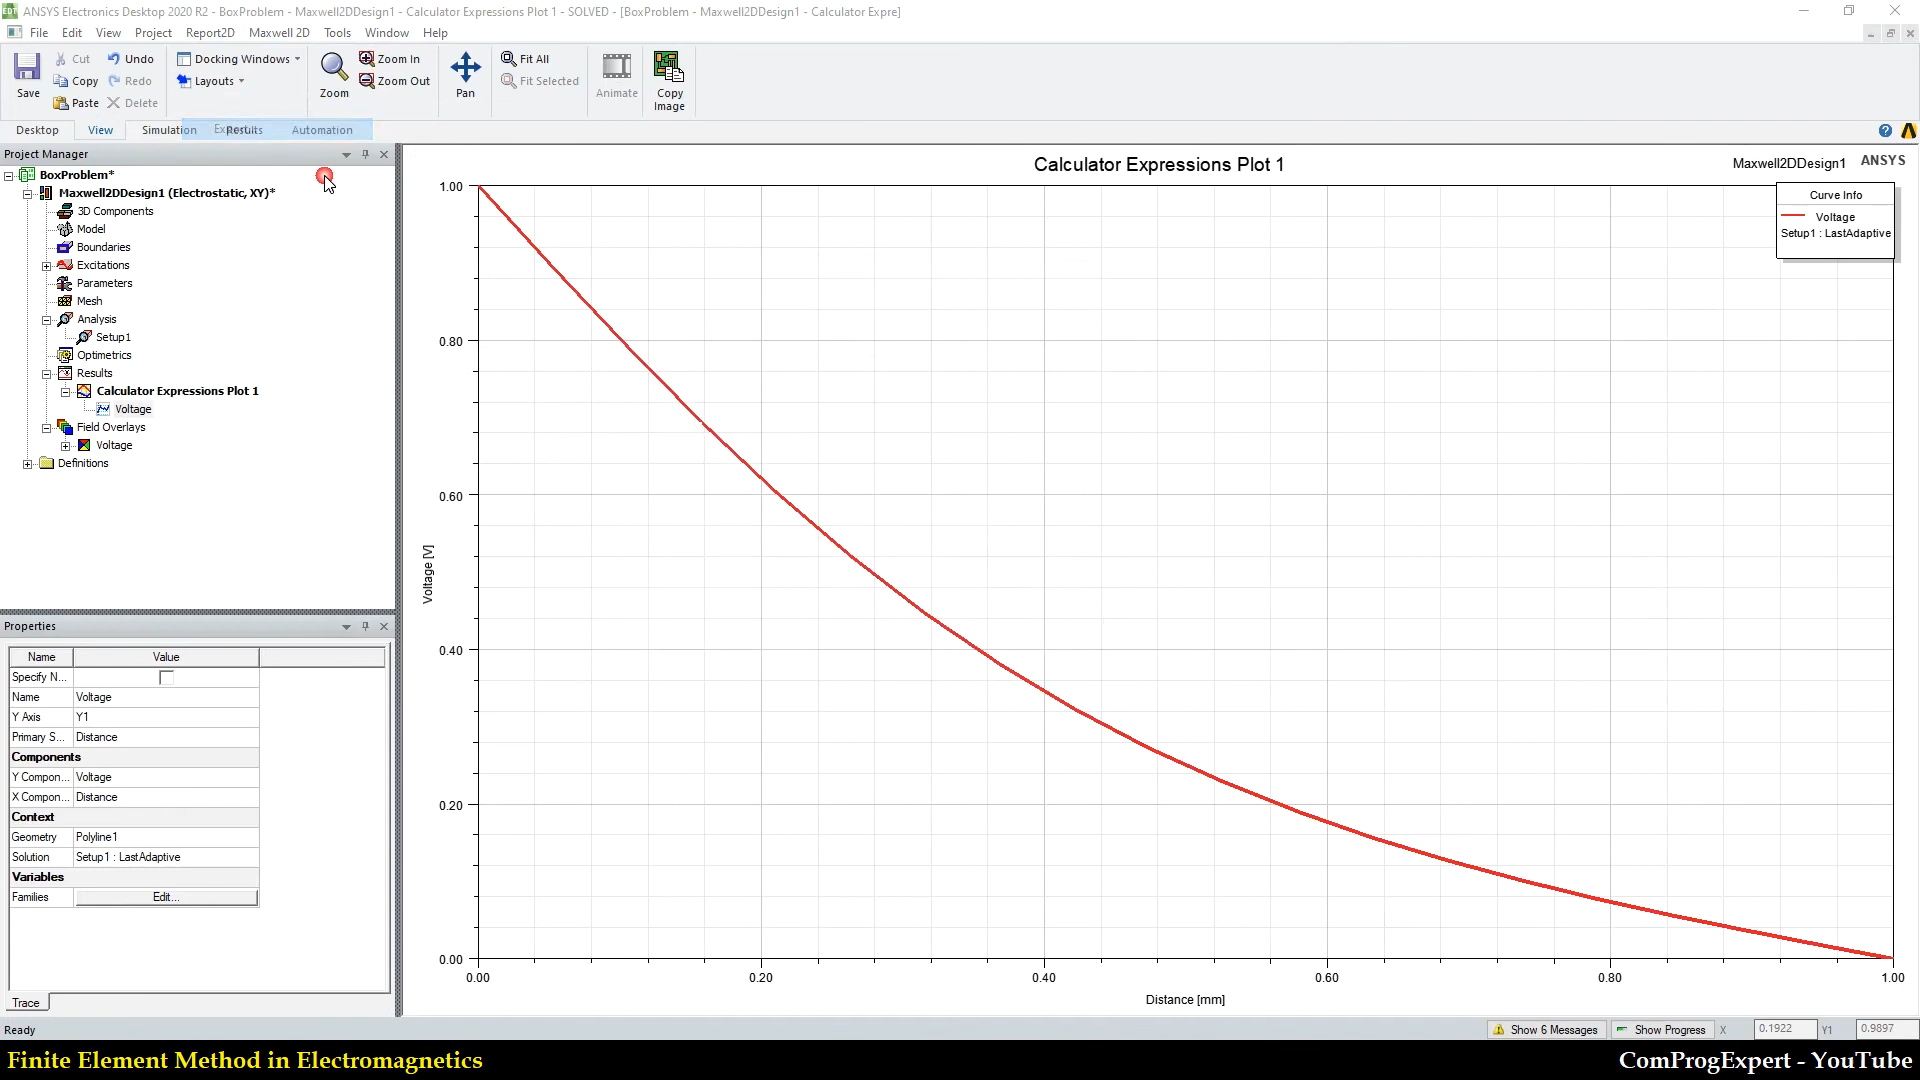 ANSYS Electronics Desktop 2020 R2 - BoxProblem - Maxwell2DDesign1 - Calculator Expressions Plot 1 - SOLVED - [BoxProblem - Maxwell2DDesign1 - Calculator Expre]
File Edit View Project Report2D Maxwell 2D Tools Window Help
Save
Cut Undo
Copy Redo
Paste Delete
Docking Windows
Layouts
Zoom
Zoom In
Zoom Out
Pan
Fit All
Fit Selected
Animate
Copy Image
Desktop View Simulation Results Automation
Project Manager
BoxProblem*
Maxwell2DDesign1 (Electrostatic, XY)*
3D Components
Model
Boundaries
Excitations
Parameters
Mesh
Analysis
Setup1
Optimetrics
Results
Calculator Expressions Plot 1
Voltage
Field Overlays
Voltage
Definitions
Properties
Name Value
Specify N...
Name Voltage
Y Axis Y1
Primary S... Distance
Components
Y Compon... Voltage
X Compon... Distance
Context
Geometry Polyline1
Solution Setup1 : LastAdaptive
Variables
Families Edit...
Trace
Calculator Expressions Plot 1
Maxwell2DDesign1 ANSYS
Curve Info
Voltage
Setup1 : LastAdaptive
1.00
0.80
0.60
0.40
0.20
0.00
Voltage [V]
0.00 0.20 0.40 0.60 0.80 1.00
Distance [mm]
Ready
Show 6 Messages Show Progress X 0.1922 Y1 0.9897
Finite Element Method in Electromagnetics
ComProgExpert - YouTube